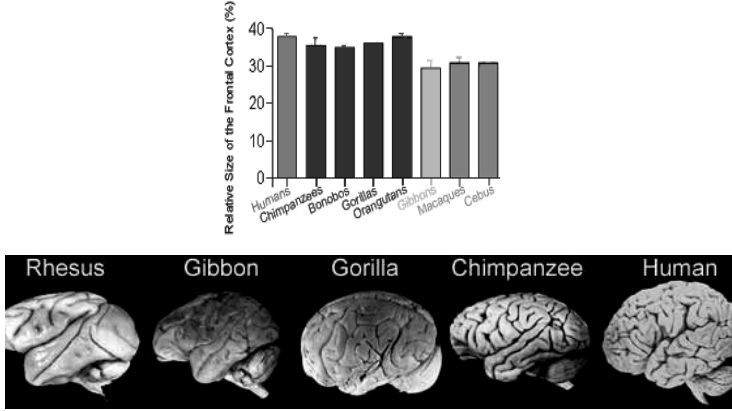 Relative Size of the Frontal Cortex (%)
40
30
20
10
0
Humans
Chimpanzees
Bonobos
Gorillas
Orangutans
Gibbons
Macaques
Cebus
Rhesus Gibbon Gorilla Chimpanzee Human